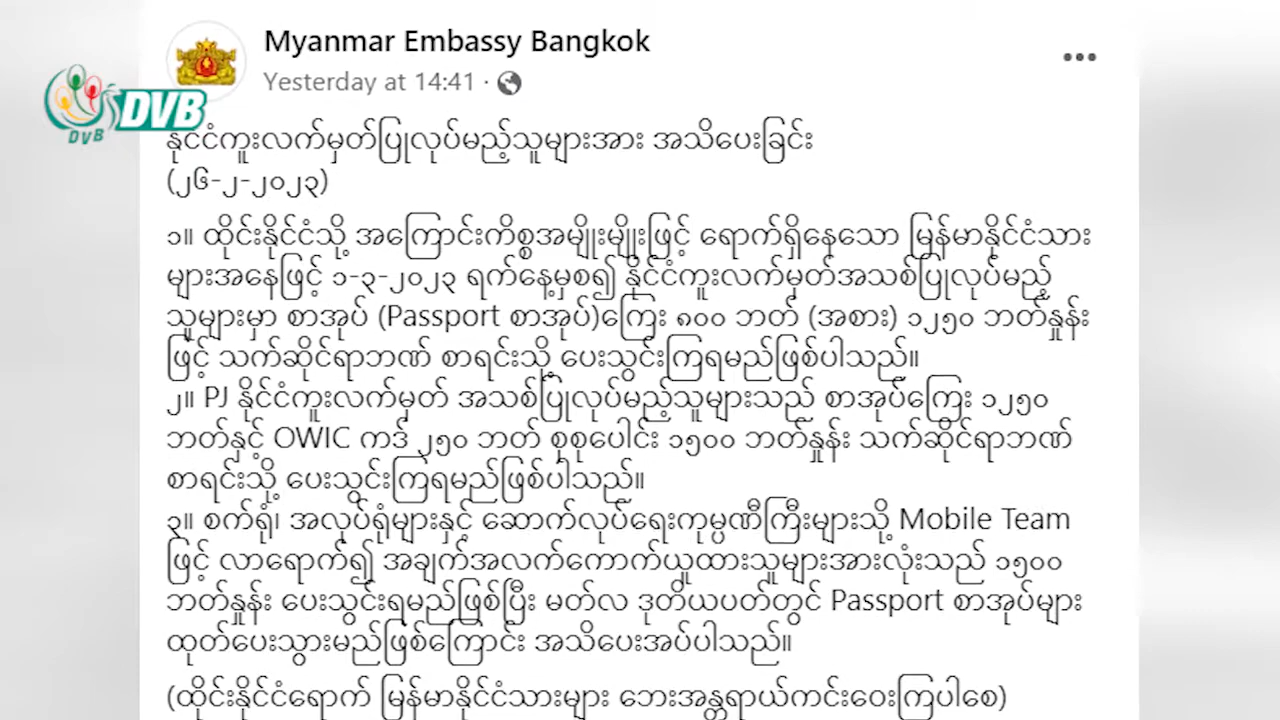 Myanmar Embassy Bangkok
Yesterday at 14:41 ·
DVB
DVB
နိုင်ငံကူးလက်မှတ်ပြုလုပ်မည့်သူများအား အသိပေးခြင်း
(၂၆-၂-၂၀၂၃)
၁။ ထိုင်းနိုင်ငံသို့ အကြောင်းကိစ္စအမျိုးမျိုးဖြင့် ရောက်ရှိနေသော မြန်မာနိုင်ငံသား
များအနေဖြင့် ၁-၃-၂၀၂၃ ရက်နေ့မှစ၍ နိုင်ငံကူးလက်မှတ်အသစ်ပြုလုပ်မည့်
သူများမှာ စာအုပ် (Passport စာအုပ်)ကြေး ၈၀၀ ဘတ် (အစား) ၁၂၅၀ ဘတ်နှုန်း
ဖြင့် သက်ဆိုင်ရာဘဏ် စာရင်းသို့ ပေးသွင်းကြရမည်ဖြစ်ပါသည်။
၂။ PJ နိုင်ငံကူးလက်မှတ် အသစ်ပြုလုပ်မည့်သူများသည် စာအုပ်ကြေး ၁၂၅၀
ဘတ်နှင့် OWIC ကဒ် ၂၅၀ ဘတ် စုစုပေါင်း ၁၅၀၀ ဘတ်နှုန်း သက်ဆိုင်ရာဘဏ်
စာရင်းသို့ ပေးသွင်းကြရမည်ဖြစ်ပါသည်။
၃။ စက်ရုံ၊ အလုပ်ရုံများနှင့် ဆောက်လုပ်ရေးကုမ္ပဏီကြီးများသို့ Mobile Team
ဖြင့် လာရောက်၍ အချက်အလက်ကောက်ယူထားသူများအားလုံးသည် ၁၅၀၀
ဘတ်နှုန်း ပေးသွင်းရမည်ဖြစ်ပြီး မတ်လ ဒုတိယပတ်တွင် Passport စာအုပ်များ
ထုတ်ပေးသွားမည်ဖြစ်ကြောင်း အသိပေးအပ်ပါသည်။
(ထိုင်းနိုင်ငံရောက် မြန်မာနိုင်ငံသားများ ဘေးအန္တရာယ်ကင်းဝေးကြပါစေ)